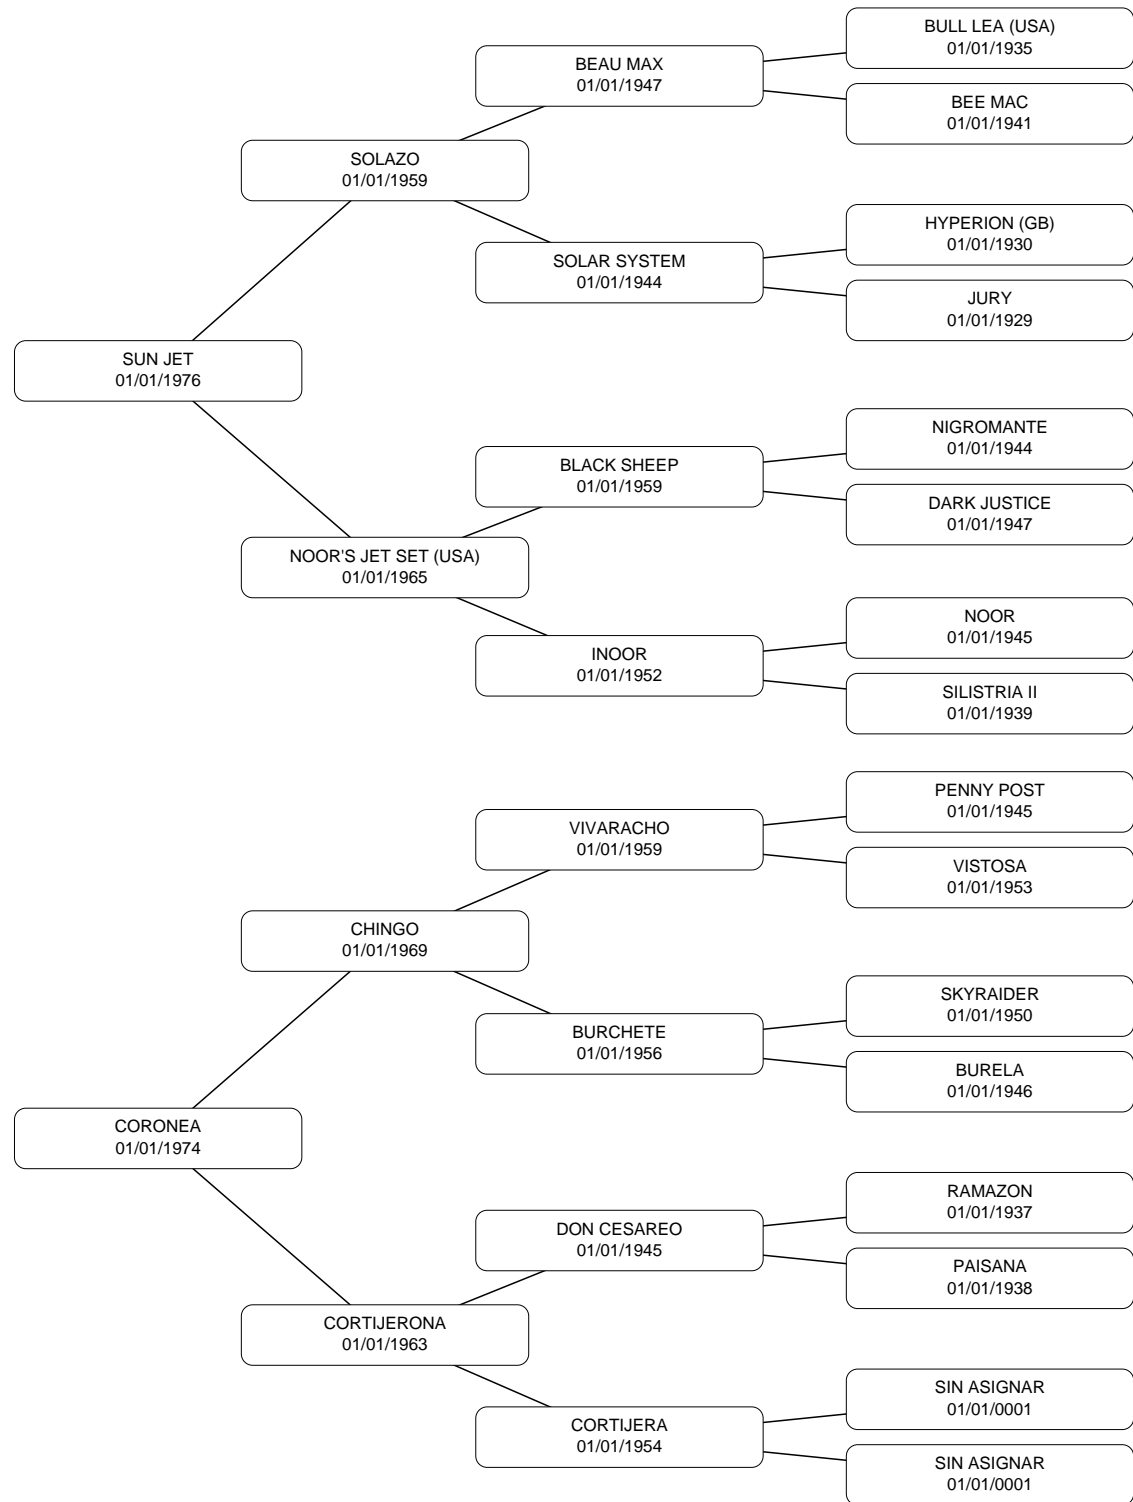 BULL LEA (USA)
01/01/1935
BEAU MAX
01/01/1947
BEE MAC
01/01/1941
SOLAZO
01/01/1959
HYPERION (GB)
01/01/1930
SOLAR SYSTEM
01/01/1944
JURY
01/01/1929
SUN JET
01/01/1976
NIGROMANTE
01/01/1944
BLACK SHEEP
01/01/1959
DARK JUSTICE
01/01/1947
NOOR'S JET SET (USA)
01/01/1965
NOOR
01/01/1945
INOOR
01/01/1952
SILISTRIA II
01/01/1939
PENNY POST
01/01/1945
VIVARACHO
01/01/1959
VISTOSA
01/01/1953
CHINGO
01/01/1969
SKYRAIDER
01/01/1950
BURCHETE
01/01/1956
BURELA
01/01/1946
CORONEA
01/01/1974
RAMAZON
01/01/1937
DON CESAREO
01/01/1945
PAISANA
01/01/1938
CORTIJERONA
01/01/1963
SIN ASIGNAR
01/01/0001
CORTIJERA
01/01/1954
SIN ASIGNAR
01/01/0001